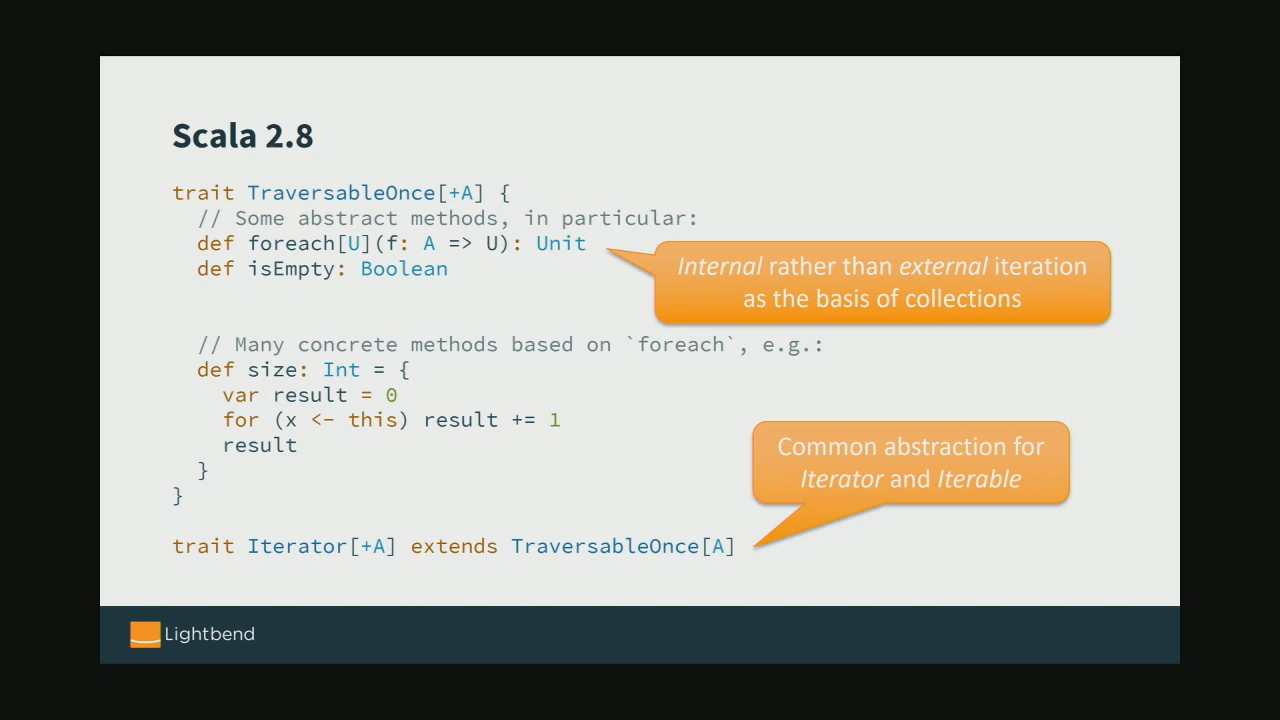 Scala 2.8
trait TraversableOnce[+A] {
  // Some abstract methods, in particular:
  def foreach[U](f: A => U): Unit
  def isEmpty: Boolean
Internal rather than external iteration
as the basis of collections
  // Many concrete methods based on `foreach`, e.g.:
  def size: Int = {
    var result = 0
    for (x <- this) result += 1
    result
  }
}
Common abstraction for
Iterator and Iterable
trait Iterator[+A] extends TraversableOnce[A]
Lightbend